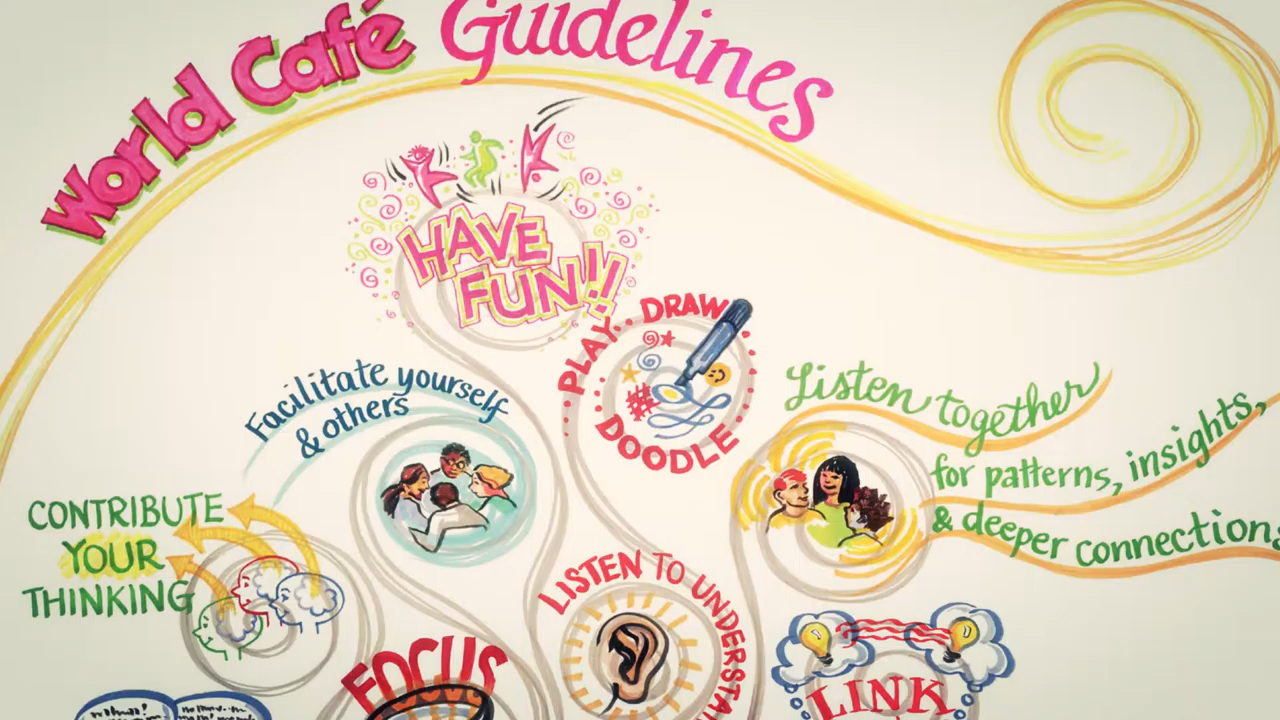 World Café Guidelines
HAVE
FUN!!
PLAY.. DRAW
DOODLE
Facilitate yourself
& others
Listen together
for patterns, insights,
& deeper connections
CONTRIBUTE
YOUR
THINKING
LISTEN TO UNDERSTA
FOCUS
LINK